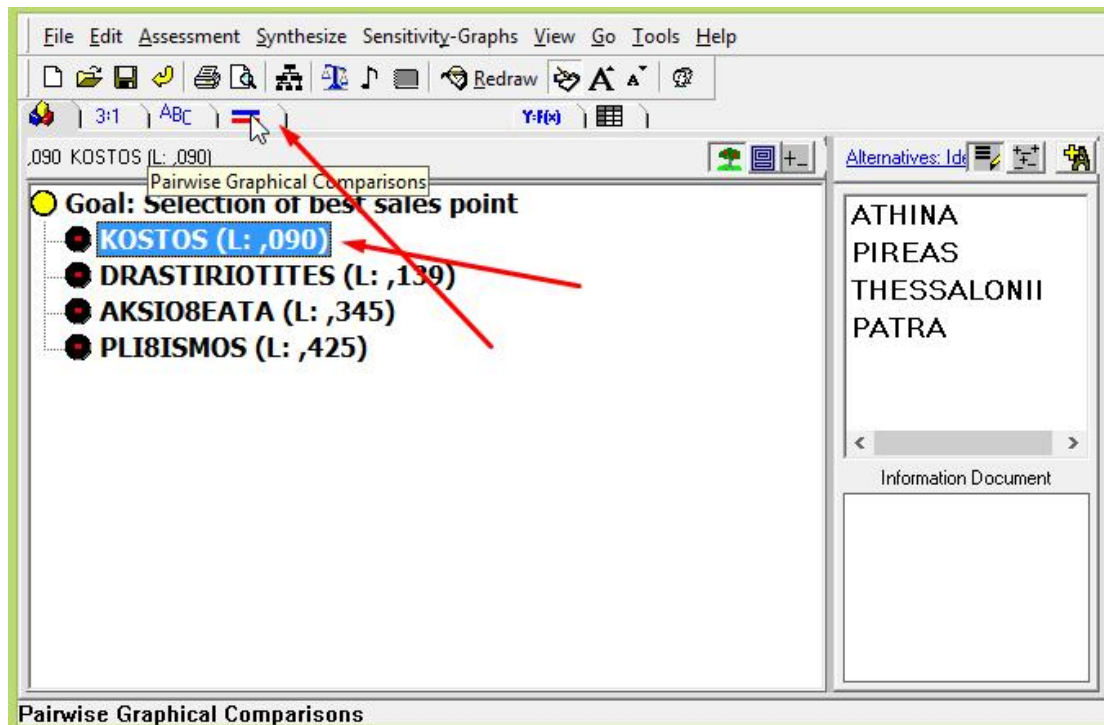 File Edit Assessment Synthesize Sensitivity-Graphs View Go Tools Help
Redraw A A
3:1 ABC Y=F(x)
,090 KOSTOS (L: ,090)
Alternatives: Ide
Pairwise Graphical Comparisons
Goal: Selection of best sales point
KOSTOS (L: ,090)
DRASTIRIOTITES (L: ,139)
AKSIO8EATA (L: ,345)
PLI8ISMOS (L: ,425)
ATHINA
PIREAS
THESSALONII
PATRA
Information Document
Pairwise Graphical Comparisons